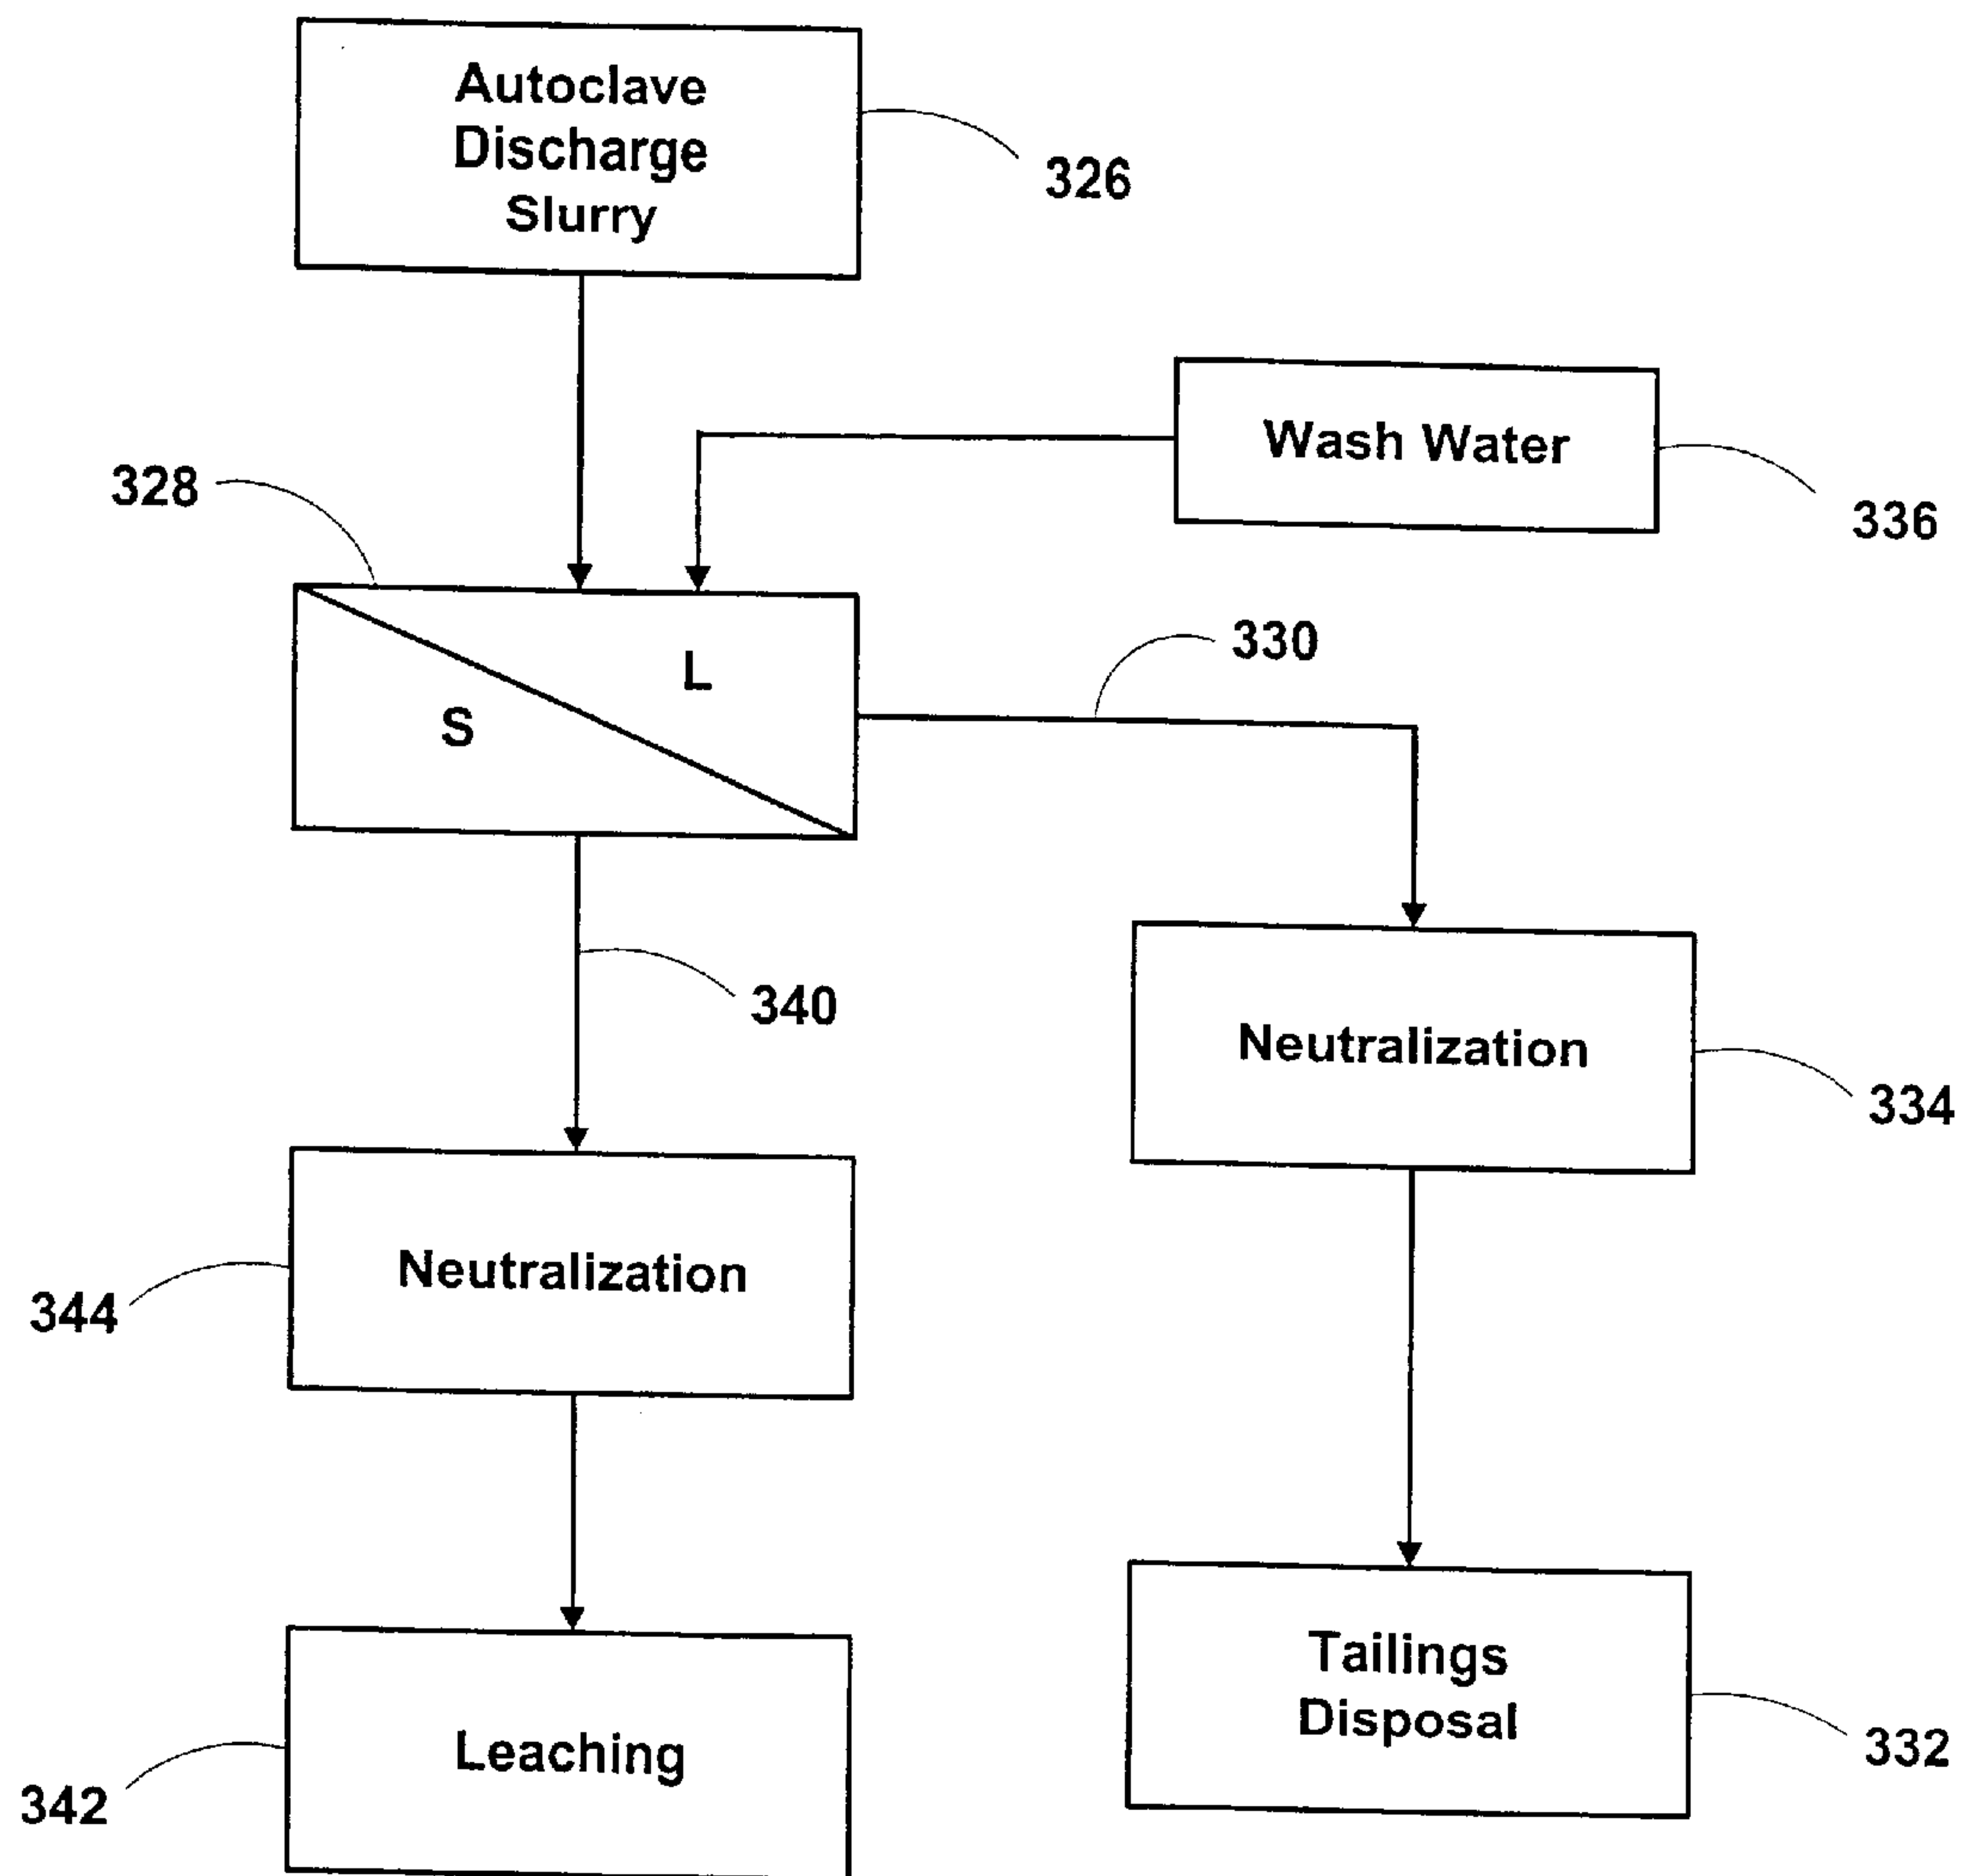 Autoclave
Discharge
Slurry
326
Wash Water
336
328
L
S
330
340
Neutralization
334
Neutralization
344
Tailings
Disposal
332
Leaching
342